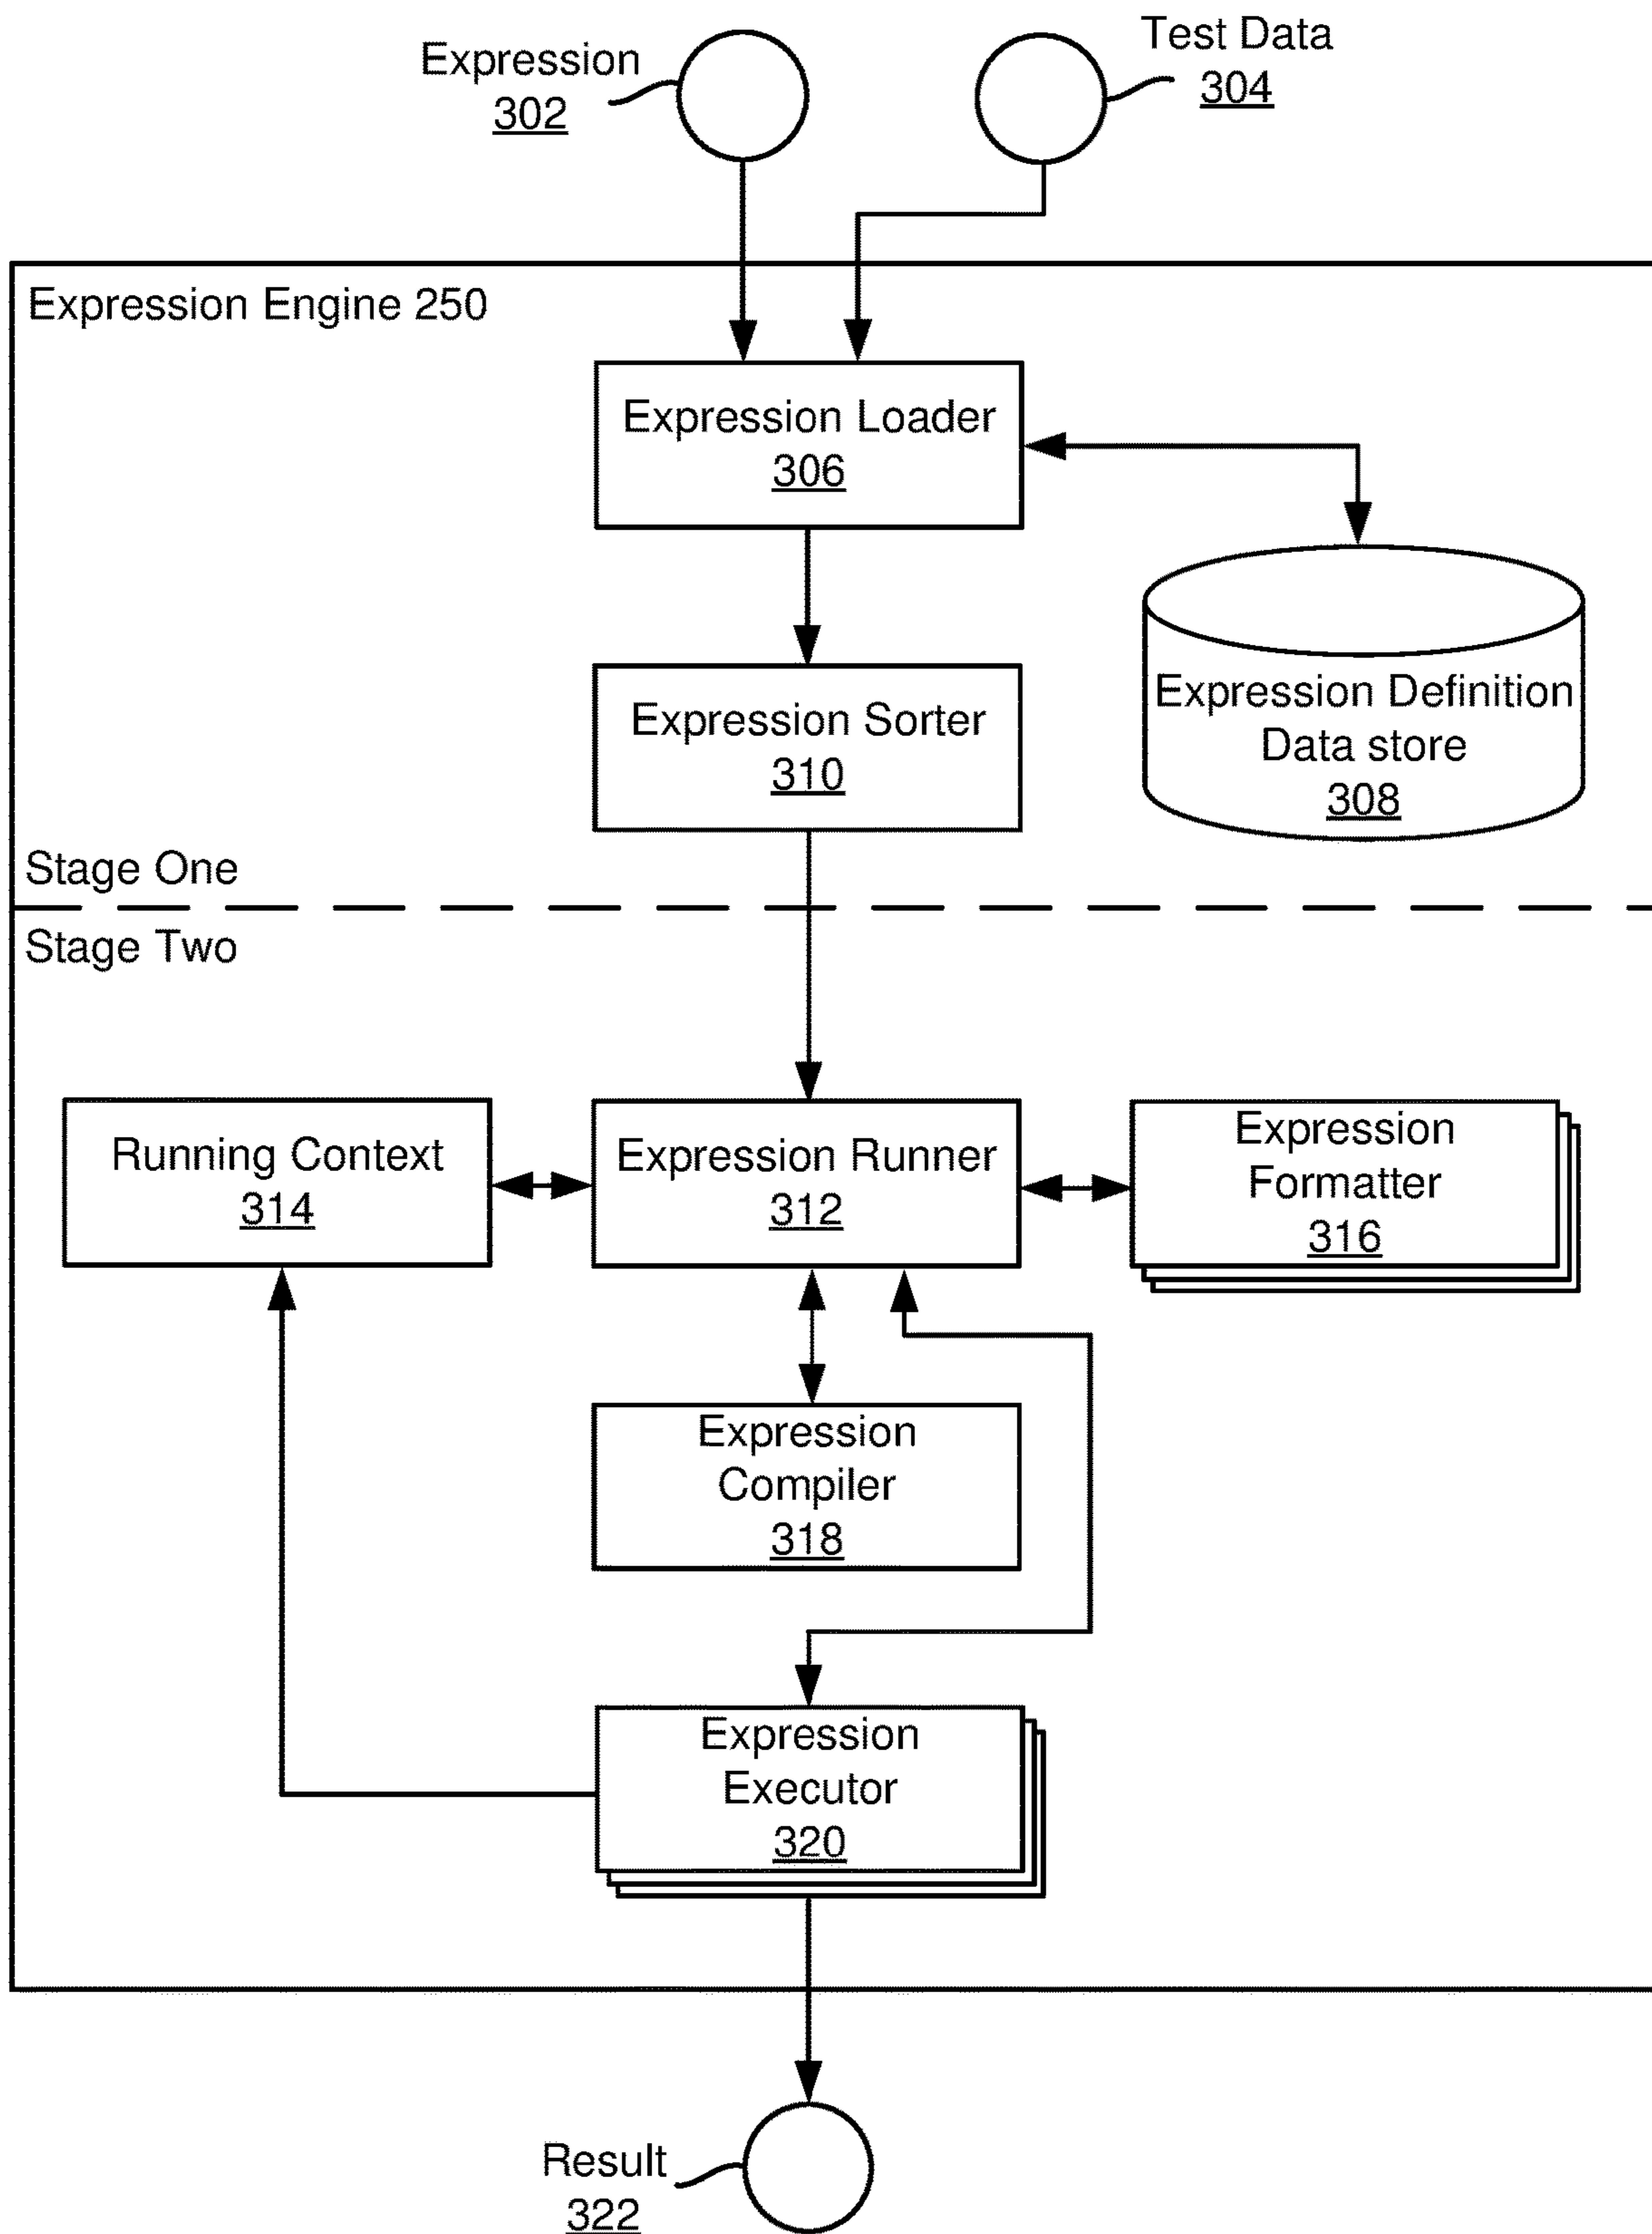 Expression
302
Test Data
304
Expression Engine 250
Expression Loader
306
Expression Definition
Data store
308
Expression Sorter
310
Stage One
Stage Two
Running Context
314
Expression Runner
312
Expression
Formatter
316
Expression
Compiler
318
Expression
Executor
320
Result
322